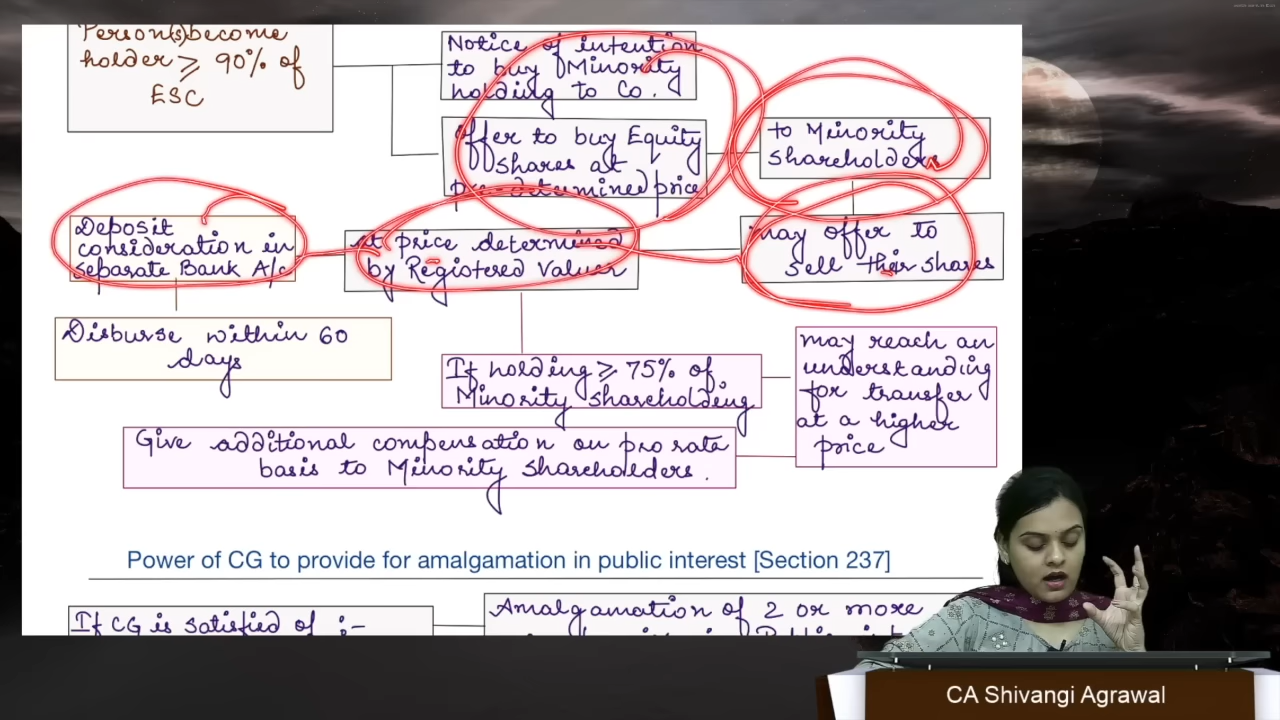 Person(s) become
holder ≥ 90% of
ESC
Notice of intention
to buy Minority
holding to Co.
Offer to buy Equity
shares at
pre-determined price
to Minority
shareholders
may offer to
sell their shares
at price determined
by Registered Valuer
Deposit
consideration in
separate Bank A/c
Disburse within 60
days
If holding ≥ 75% of
Minority shareholding
may reach an
understanding
for transfer
at a higher
price
Give additional compensation on pro rata
basis to Minority shareholders.
Power of CG to provide for amalgamation in public interest [Section 237]
If CG is satisfied of :-
Amalgamation of 2 or more
CA Shivangi Agrawal